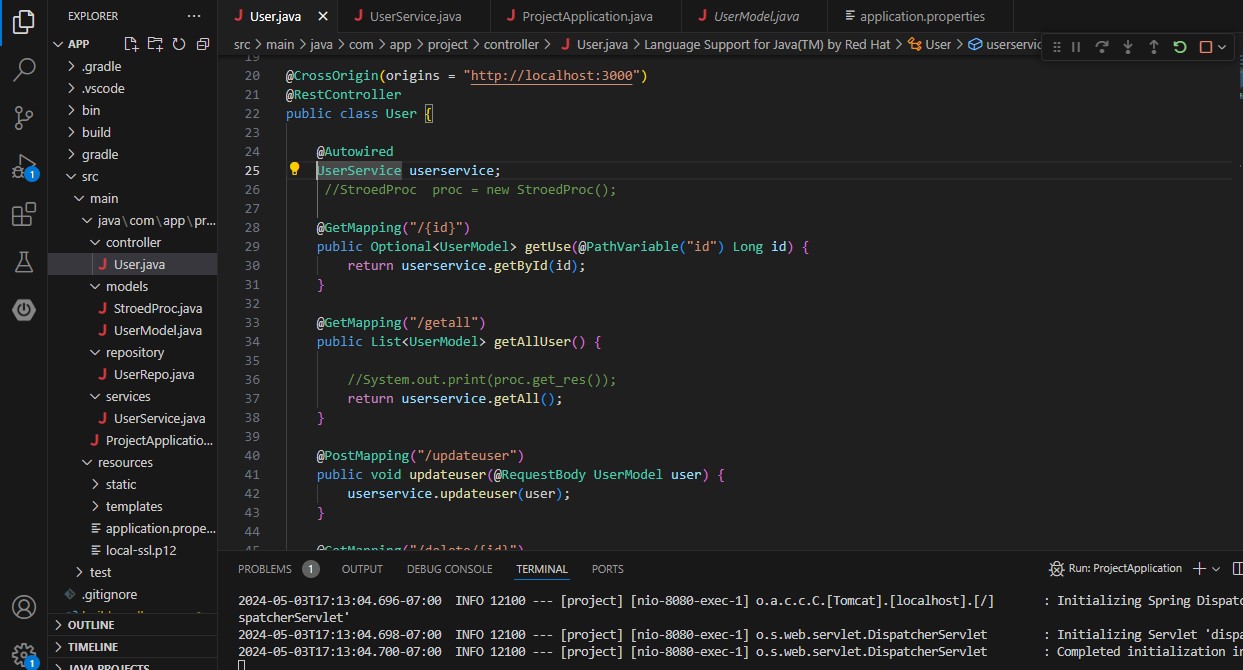 EXPLORER
APP
.gradle
.vscode
bin
build
gradle
src
main
java\com\app\pr...
controller
User.java
models
StroedProc.java
UserModel.java
repository
UserRepo.java
services
UserService.java
ProjectApplicatio...
resources
static
templates
application.prope...
local-ssl.p12
test
.gitignore
OUTLINE
TIMELINE
JAVA PROJECTS
1
1
User.java
UserService.java
ProjectApplication.java
UserModel.java
application.properties
src > main > java > com > app > project > controller > User.java > Language Support for Java(TM) by Red Hat > User > userservic
19
20 @CrossOrigin(origins = "http://localhost:3000")
21 @RestController
22 public class User {
23
24 @Autowired
25 UserService userservice;
26 //StroedProc  proc = new StroedProc();
27
28 @GetMapping("/{id}")
29 public Optional<UserModel> getUse(@PathVariable("id") Long id) {
30 return userservice.getById(id);
31 }
32
33 @GetMapping("/getall")
34 public List<UserModel> getAllUser() {
35
36 //System.out.print(proc.get_res());
37 return userservice.getAll();
38 }
39
40 @PostMapping("/updateuser")
41 public void updateuser(@RequestBody UserModel user) {
42 userservice.updateuser(user);
43 }
44
45 @GetMapping("/delete/{id}")
PROBLEMS 1 OUTPUT DEBUG CONSOLE TERMINAL PORTS
Run: ProjectApplication
2024-05-03T17:13:04.696-07:00  INFO 12100 --- [project] [nio-8080-exec-1] o.a.c.c.C.[Tomcat].[localhost].[/]       : Initializing Spring Dispatc
spatcherServlet'
2024-05-03T17:13:04.698-07:00  INFO 12100 --- [project] [nio-8080-exec-1] o.s.web.servlet.DispatcherServlet        : Initializing Servlet 'dispa
2024-05-03T17:13:04.700-07:00  INFO 12100 --- [project] [nio-8080-exec-1] o.s.web.servlet.DispatcherServlet        : Completed initialization in